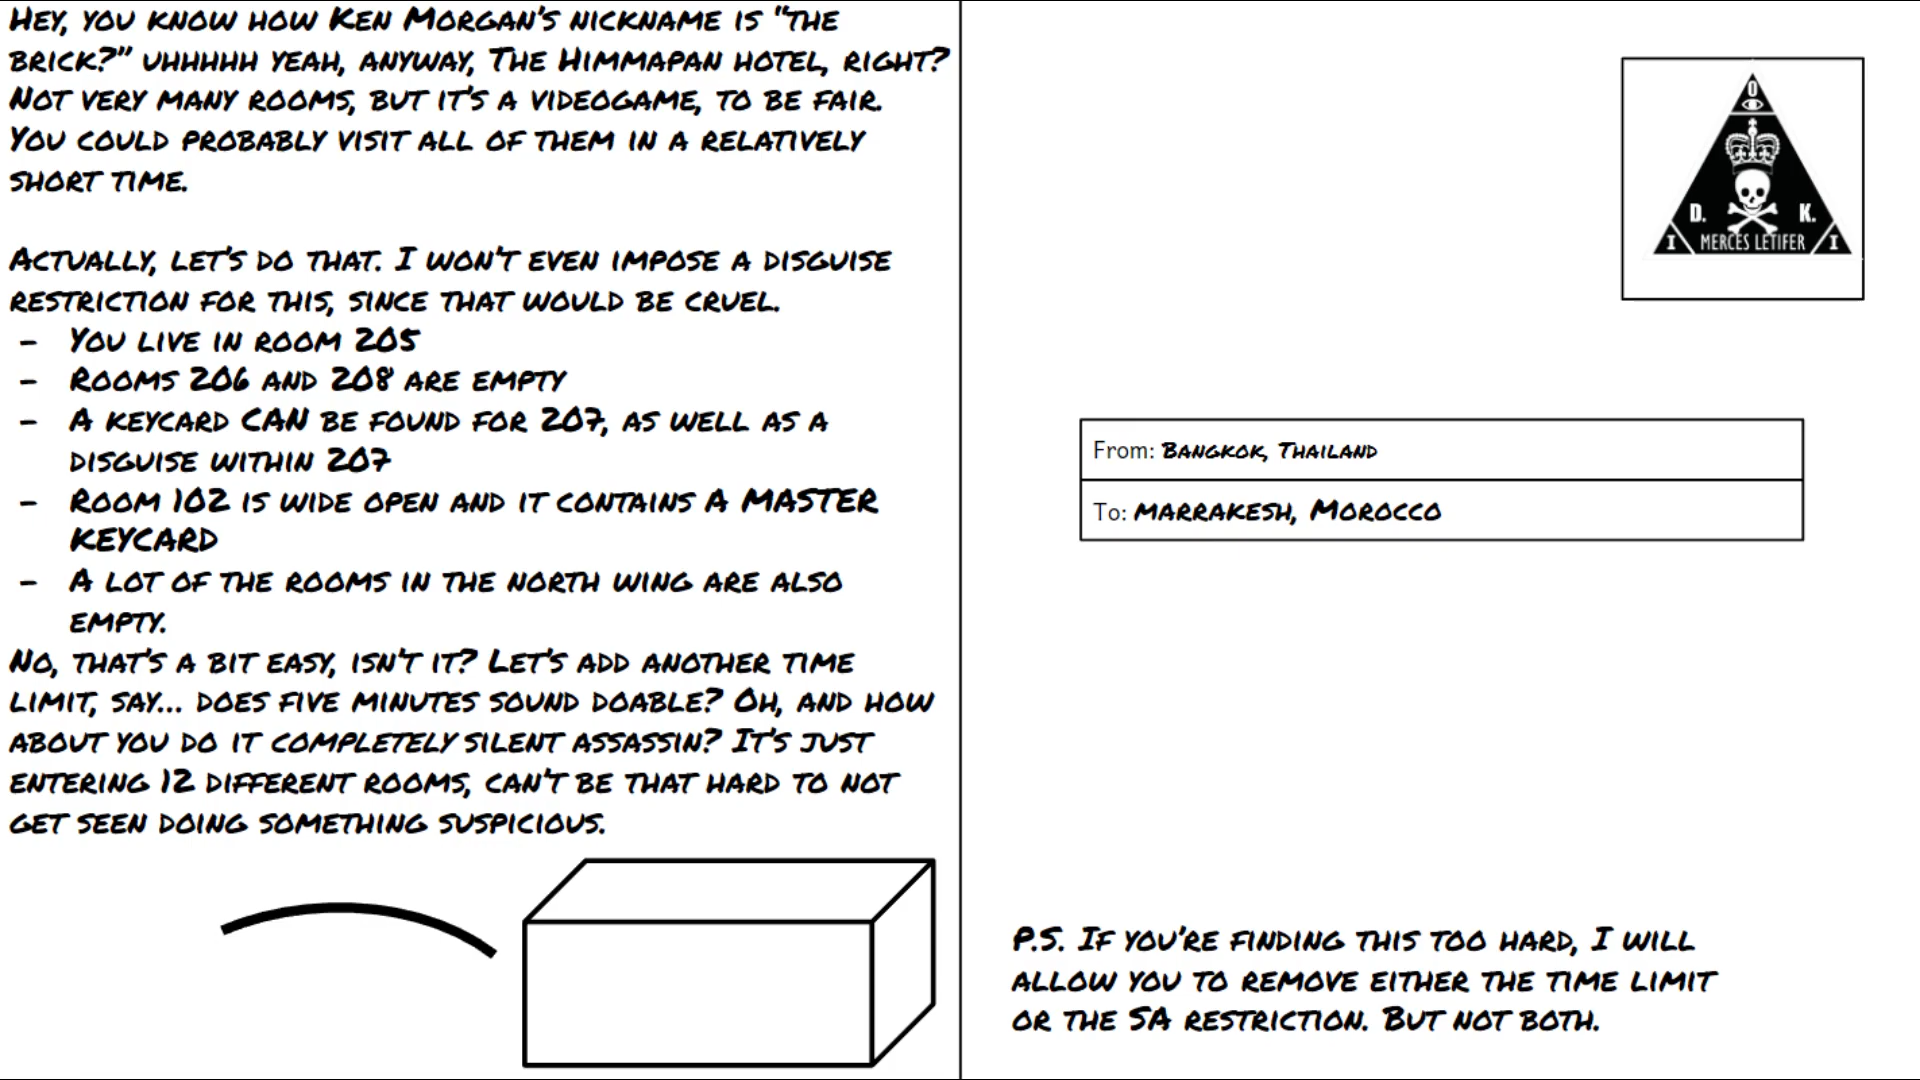 Hey, you know how Ken Morgan's nickname is "the
brick?" uhhhhh yeah, anyway, The Himmapan hotel, right?
Not very many rooms, but it's a videogame, to be fair.
You could probably visit all of them in a relatively
short time.
Actually, let's do that. I won't even impose a disguise
restriction for this, since that would be cruel.
- You live in room 205
- Rooms 206 and 208 are empty
- A keycard CAN be found for 207, as well as a
disguise within 207
- Room 102 is wide open and it contains A MASTER
KEYCARD
- A lot of the rooms in the north wing are also
empty.
No, that's a bit easy, isn't it? Let's add another time
limit, say... does five minutes sound doable? Oh, and how
about you do it completely silent assassin? It's just
entering 12 different rooms, can't be that hard to not
get seen doing something suspicious.
O
D. K.
I MERCES LETIFER I
From: Bangkok, Thailand
To: marrakesh, Morocco
P.S. If you're finding this too hard, I will
allow you to remove either the time limit
or the SA restriction. But not both.